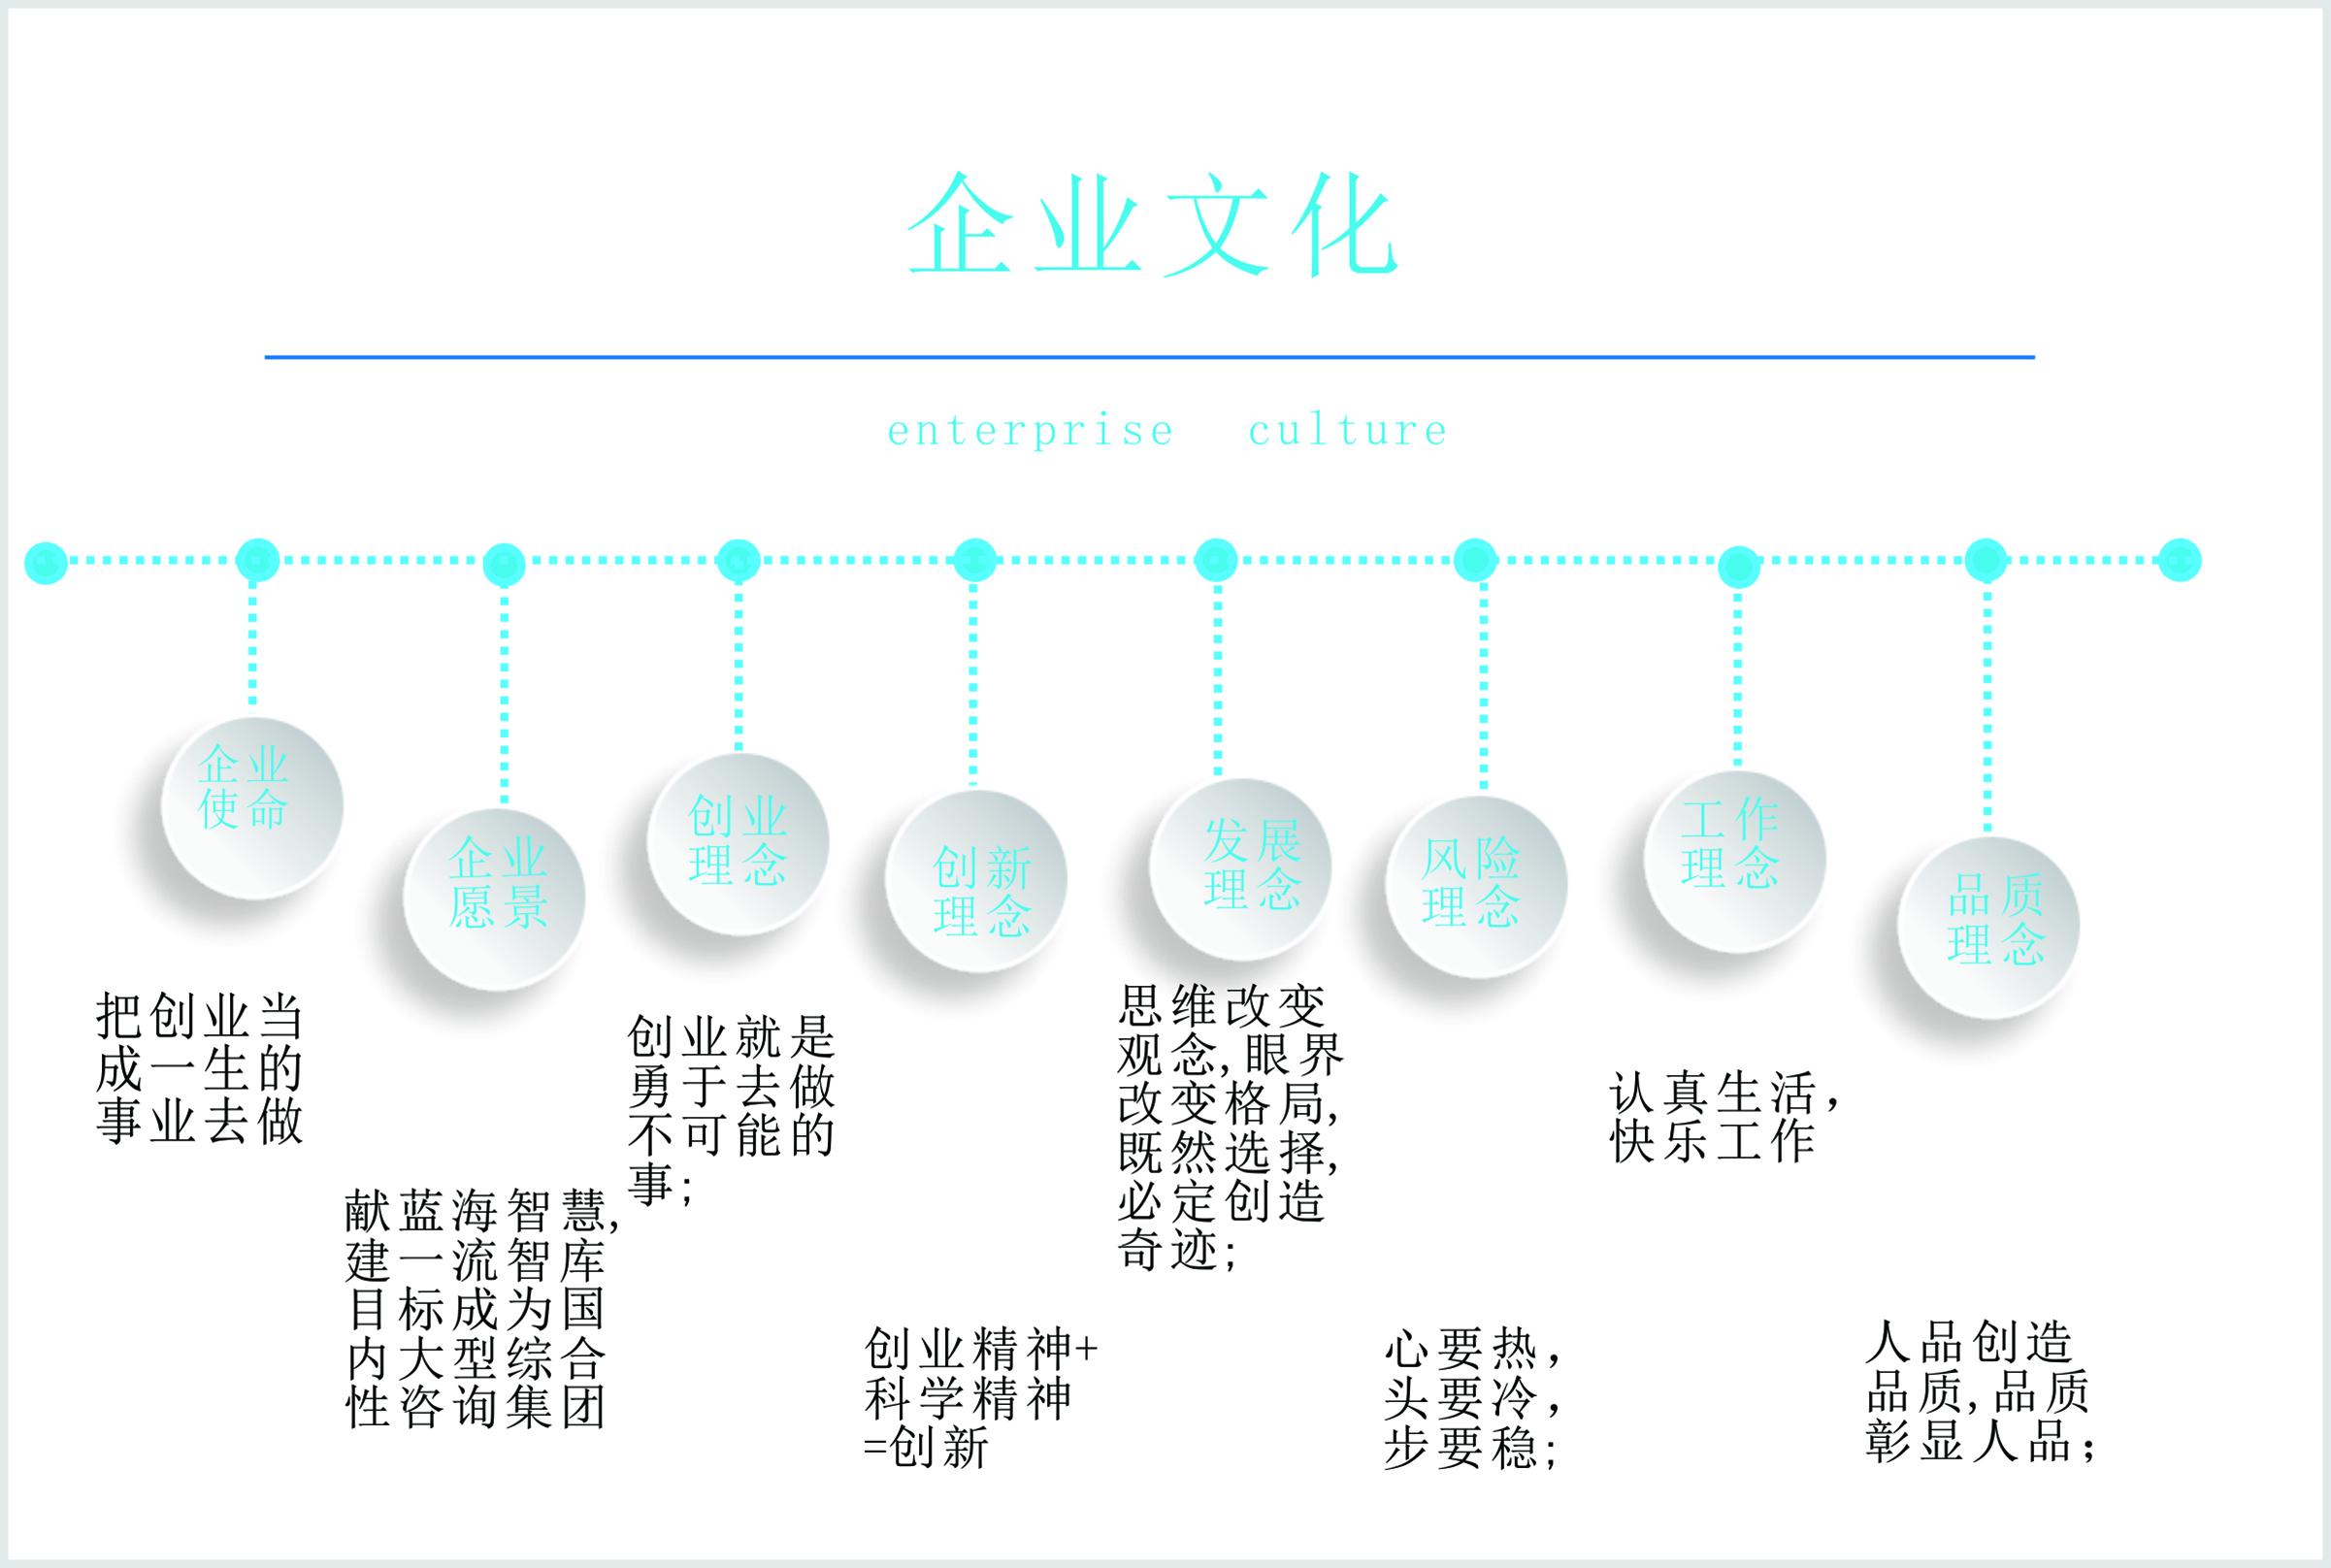 企业文化
enterprise culture
企业
使命
把创业当
成一生的
事业去做
企业
愿景
献蓝海智慧,
建一流智库
目标成为国
内大型综合
性咨询集团
创业
理念
创业就是
勇于去做
不可能的
事;
创新
理念
创业精神+
科学精神
=创新
发展
理念
思维改变
观念,眼界
改变格局,
既然选择,
必定创造
奇迹;
风险
理念
心要热，
头要冷，
步要稳;
工作
理念
认真生活，
快乐工作
品质
理念
人品创造
品质,品质
彰显人品；